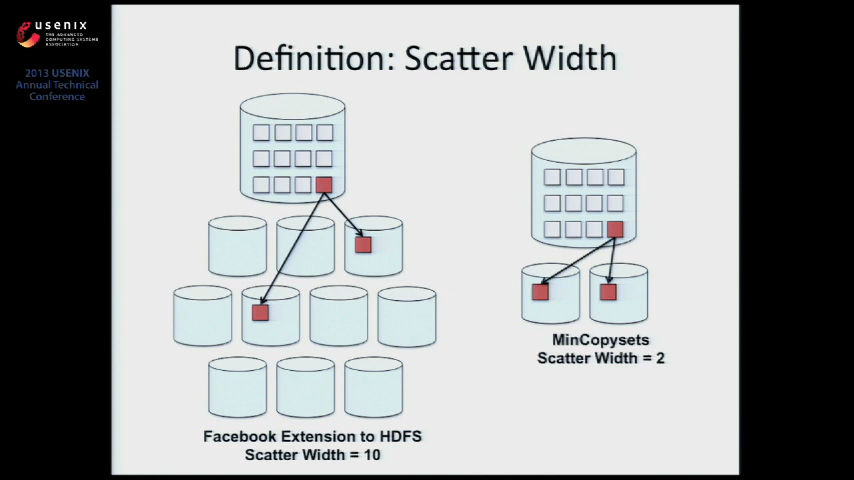 usenix
THE ADVANCED
COMPUTING SYSTEMS
ASSOCIATION
2013 USENIX
Annual Technical
Conference
Definition: Scatter Width
MinCopysets
Scatter Width = 2
Facebook Extension to HDFS
Scatter Width = 10